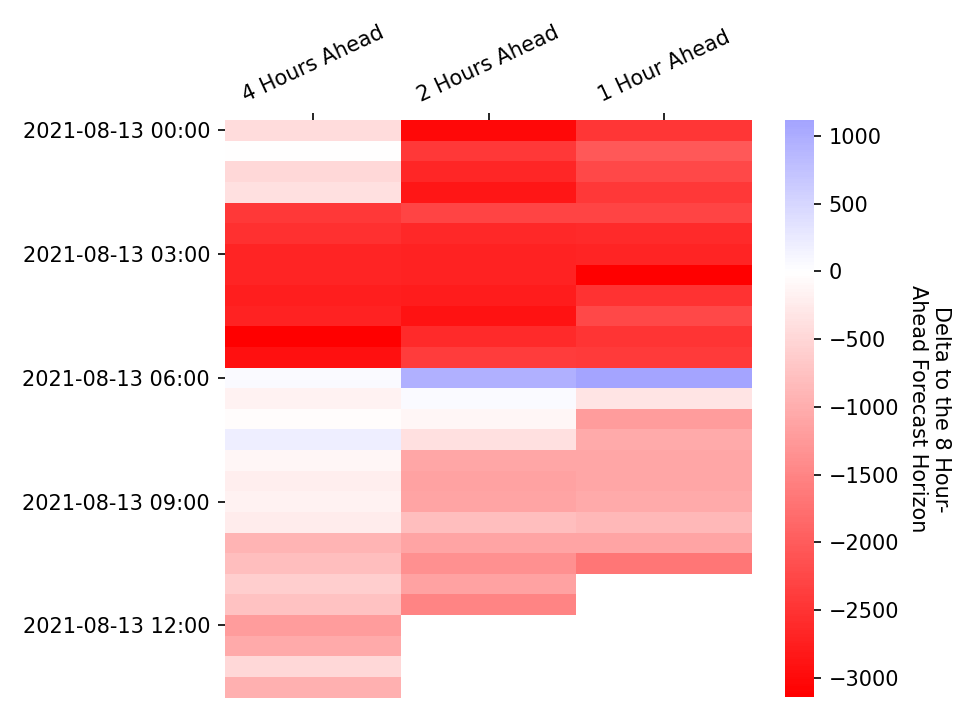 4 Hours Ahead
2 Hours Ahead
1 Hour Ahead
2021-08-13 00:00
2021-08-13 03:00
2021-08-13 06:00
2021-08-13 09:00
2021-08-13 12:00
1000
500
0
−500
−1000
−1500
−2000
−2500
−3000
Delta to the 8 Hour-
Ahead Forecast Horizon